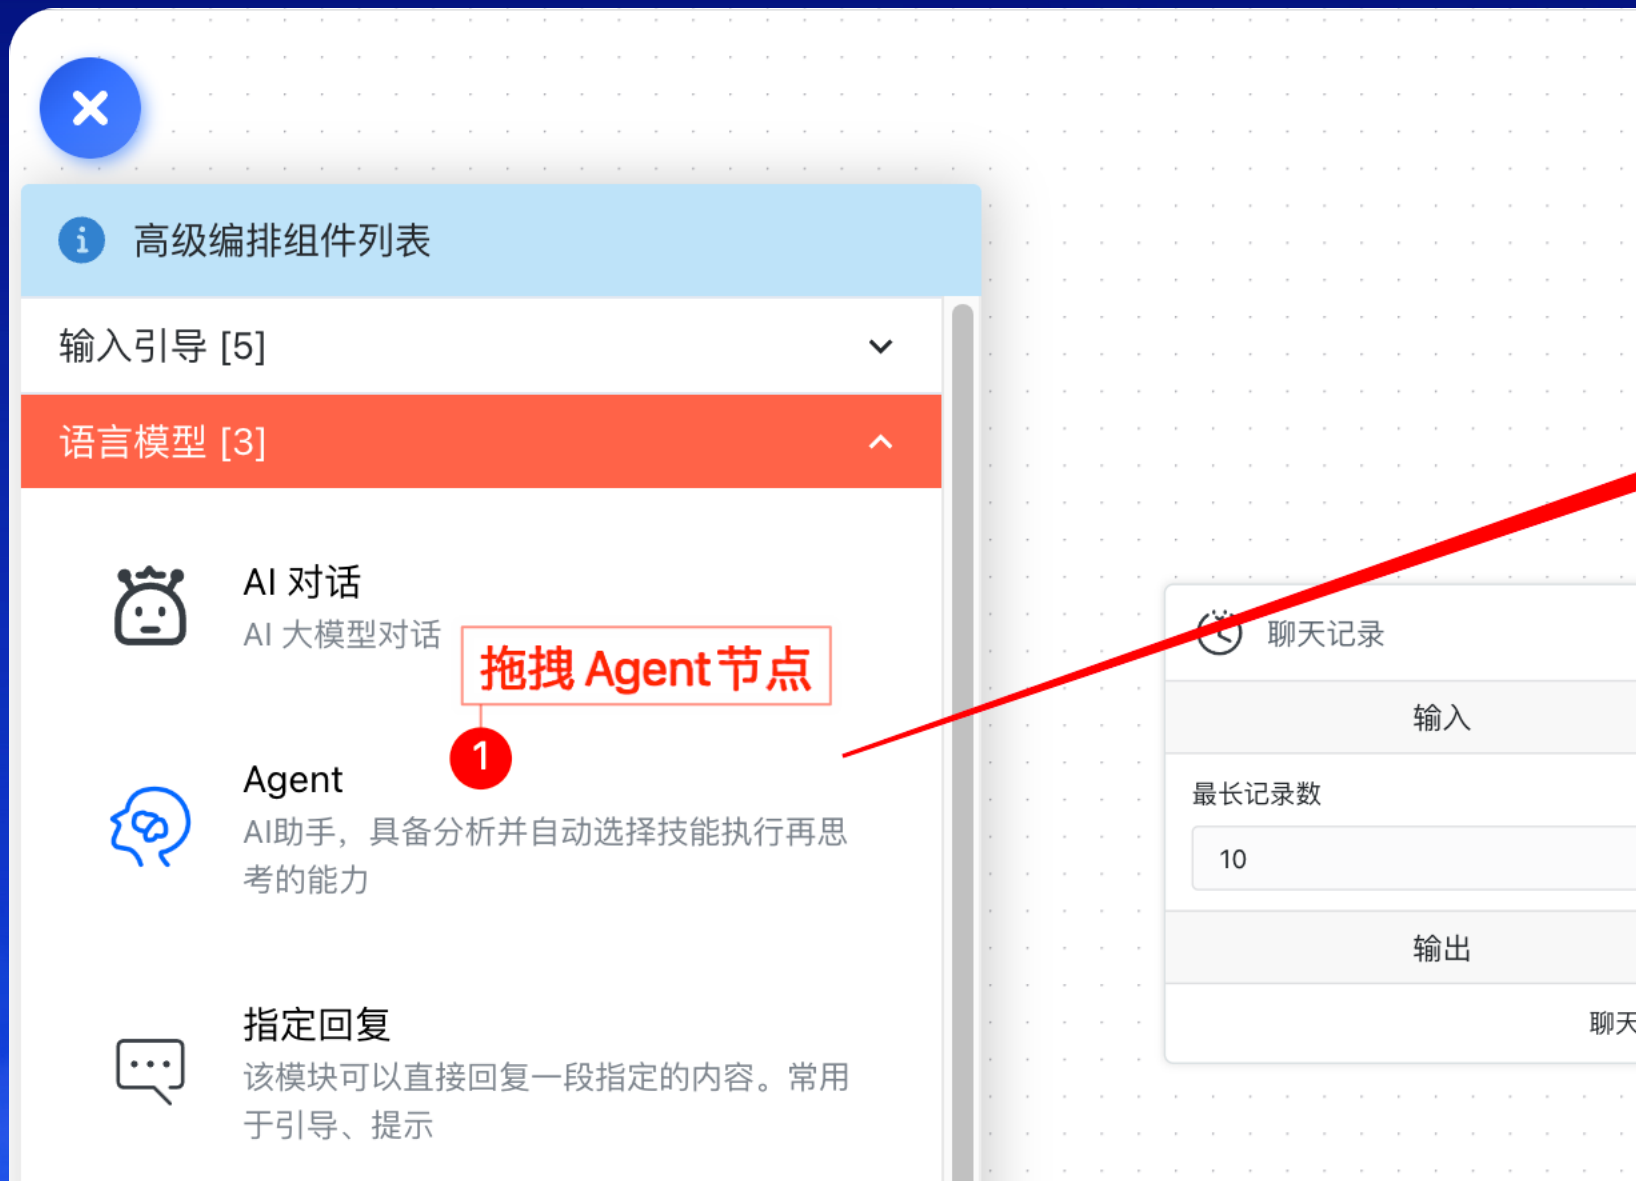 高级编排组件列表
输入引导 [5]
语言模型 [3]
AI 对话
AI 大模型对话
拖拽 Agent节点
1
Agent
AI助手，具备分析并自动选择技能执行再思
考的能力
指定回复
该模块可以直接回复一段指定的内容。常用
于引导、提示
聊天记录
输入
最长记录数
10
输出
聊天